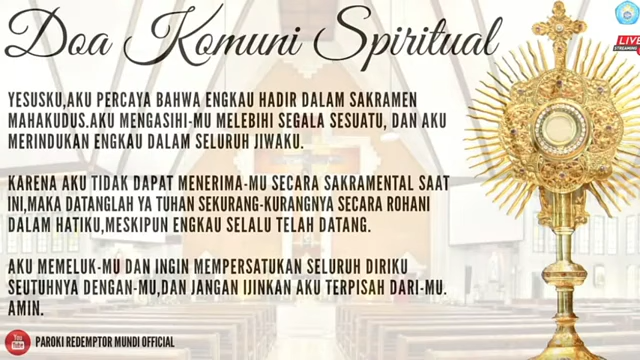 Doa Komuni Spiritual
LIVE
STREAMING
YESUSKU,AKU PERCAYA BAHWA ENGKAU HADIR DALAM SAKRAMEN
MAHAKUDUS.AKU MENGASIHI-MU MELEBIHI SEGALA SESUATU, DAN AKU
MERINDUKAN ENGKAU DALAM SELURUH JIWAKU.
KARENA AKU TIDAK DAPAT MENERIMA-MU SECARA SAKRAMENTAL SAAT
INI,MAKA DATANGLAH YA TUHAN SEKURANG-KURANGNYA SECARA ROHANI
DALAM HATIKU,MESKIPUN ENGKAU SELALU TELAH DATANG.
AKU MEMELUK-MU DAN INGIN MEMPERSATUKAN SELURUH DIRIKU
SEUTUHNYA DENGAN-MU,DAN JANGAN IJINKAN AKU TERPISAH DARI-MU.
AMIN.
You Tube PAROKI REDEMPTOR MUNDI OFFICIAL